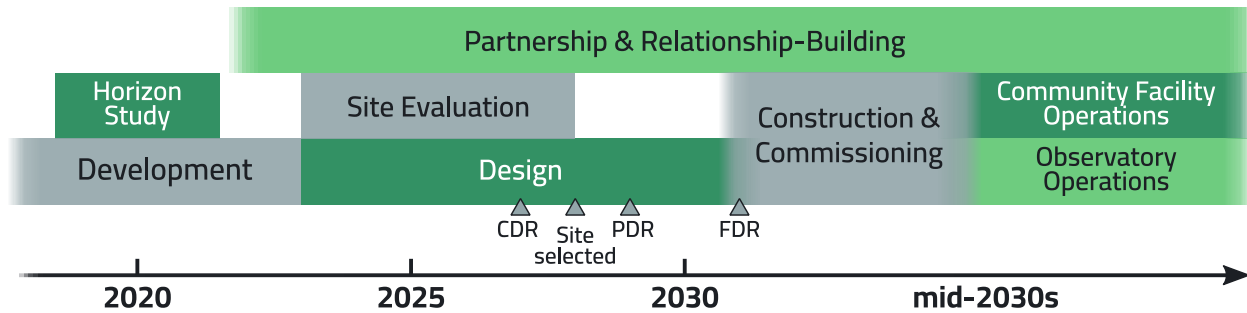 Partnership & Relationship-Building
Horizon
Study
Site Evaluation
Construction &
Commissioning
Community Facility
Operations
Development
Design
Observatory
Operations
CDR
Site
selected
PDR
FDR
2020
2025
2030
mid-2030s